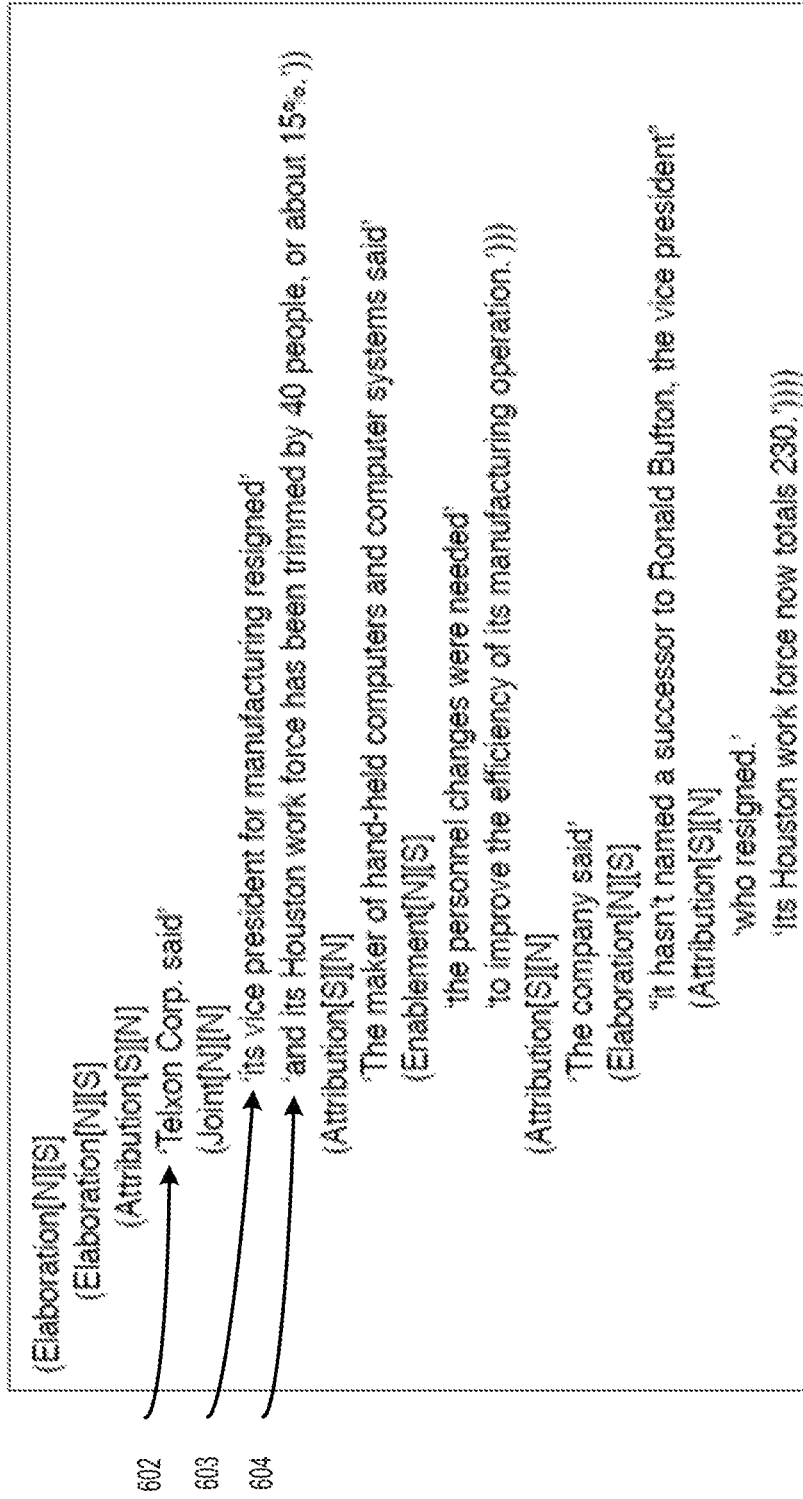 (Elaboration[N][S]
(Elaboration[N][S]
(Attribution[S][N]
602 'Telxon Corp. said'
(Joint[N][N]
603 'its vice president for manufacturing resigned'
604 'and its Houston work force has been trimmed by 40 people, or about 15%.'))
(Attribution[S][N]
'The maker of hand-held computers and computer systems said'
(Enablement[N][S]
'the personnel changes were needed'
'to improve the efficiency of its manufacturing operation.')))
(Attribution[S][N]
'The company said'
(Elaboration[N][S]
"it hasn't named a successor to Ronald Bufton, the vice president"
(Attribution[S][N]
'who resigned.'
'Its Houston work force now totals 230.'))))